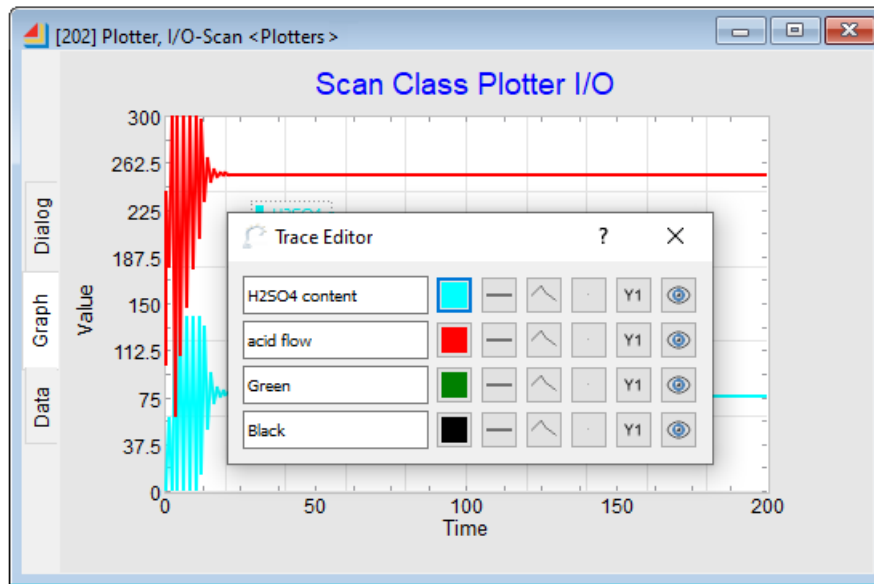 [202] Plotter, I/O-Scan <Plotters>
Scan Class Plotter I/O
Dialog
Graph
Data
Value
300
262.5
225
187.5
150
112.5
75
37.5
0
H2SO4
Trace Editor ?
H2SO4 content Y1
acid flow Y1
Green Y1
Black Y1
0 50 100 150 200
Time